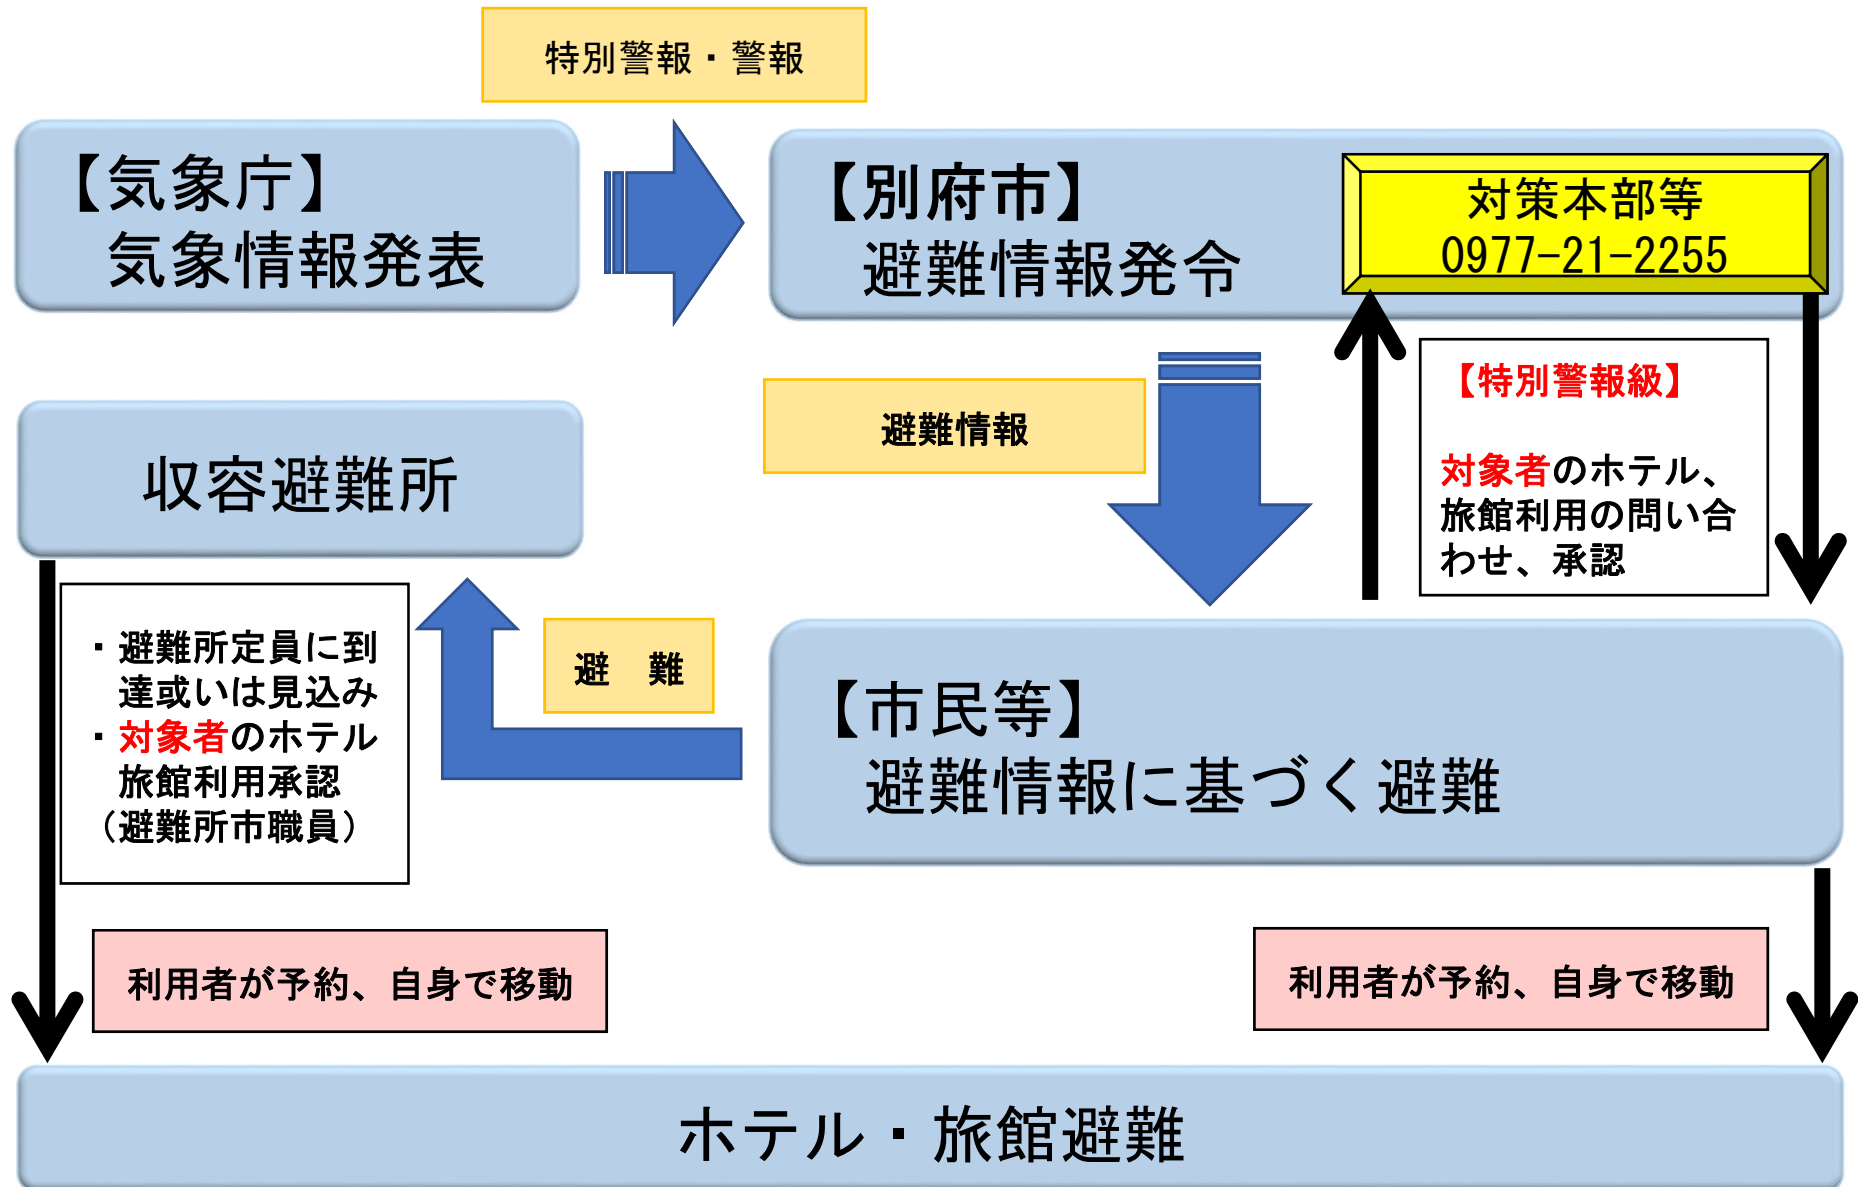 特別警報・警報
【気象庁】
気象情報発表
【別府市】
避難情報発令
対策本部等
0977-21-2255
避難情報
【特別警報級】
対象者のホテル、
旅館利用の問い合
わせ、承認
収容避難所
・避難所定員に到
達或いは見込み
・対象者のホテル
旅館利用承認
（避難所市職員）
避　難
【市民等】
避難情報に基づく避難
利用者が予約、自身で移動
利用者が予約、自身で移動
ホテル・旅館避難